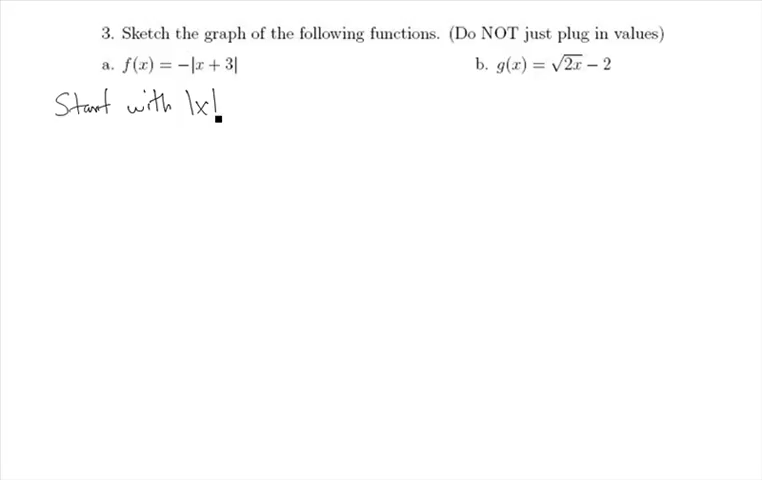 3. Sketch the graph of the following functions. (Do NOT just plug in values)
a. f(x) = −|x + 3|
b. g(x) = √2x − 2
Start with |x|